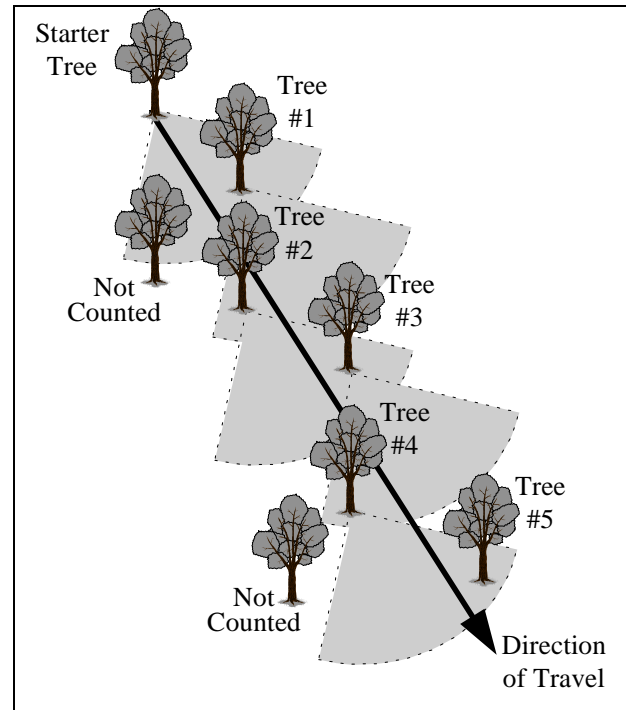 Starter
Tree
Tree
#1
Tree
#2
Not
Counted
Tree
#3
Tree
#4
Tree
#5
Not
Counted
Direction
of Travel